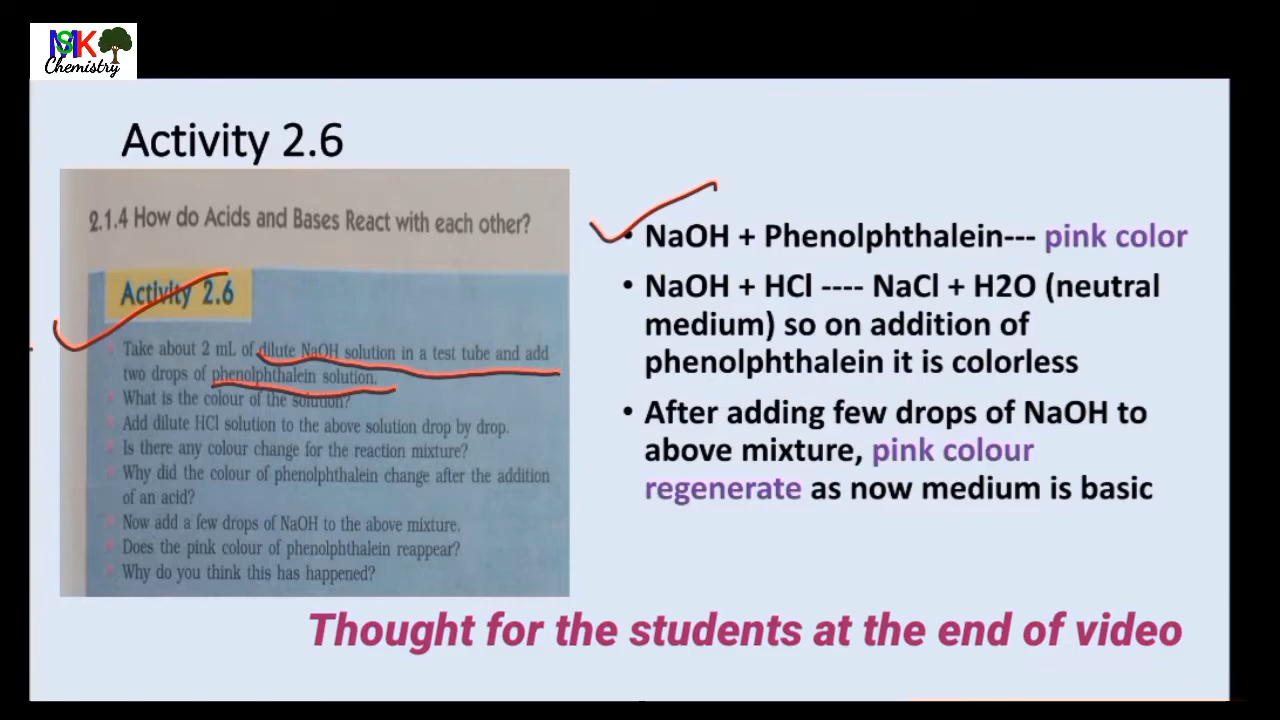 MSK
Chemistry
Activity 2.6
2.1.4 How do Acids and Bases React with each other?
Activity 2.6
Take about 2 mL of dilute NaOH solution in a test tube and add
two drops of phenolphthalein solution.
What is the colour of the solution?
Add dilute HCl solution to the above solution drop by drop.
Is there any colour change for the reaction mixture?
Why did the colour of phenolphthalein change after the addition
of an acid?
Now add a few drops of NaOH to the above mixture.
Does the pink colour of phenolphthalein reappear?
Why do you think this has happened?
• NaOH + Phenolphthalein--- pink color
• NaOH + HCl ---- NaCl + H2O (neutral
medium) so on addition of
phenolphthalein it is colorless
• After adding few drops of NaOH to
above mixture, pink colour
regenerate as now medium is basic
Thought for the students at the end of video